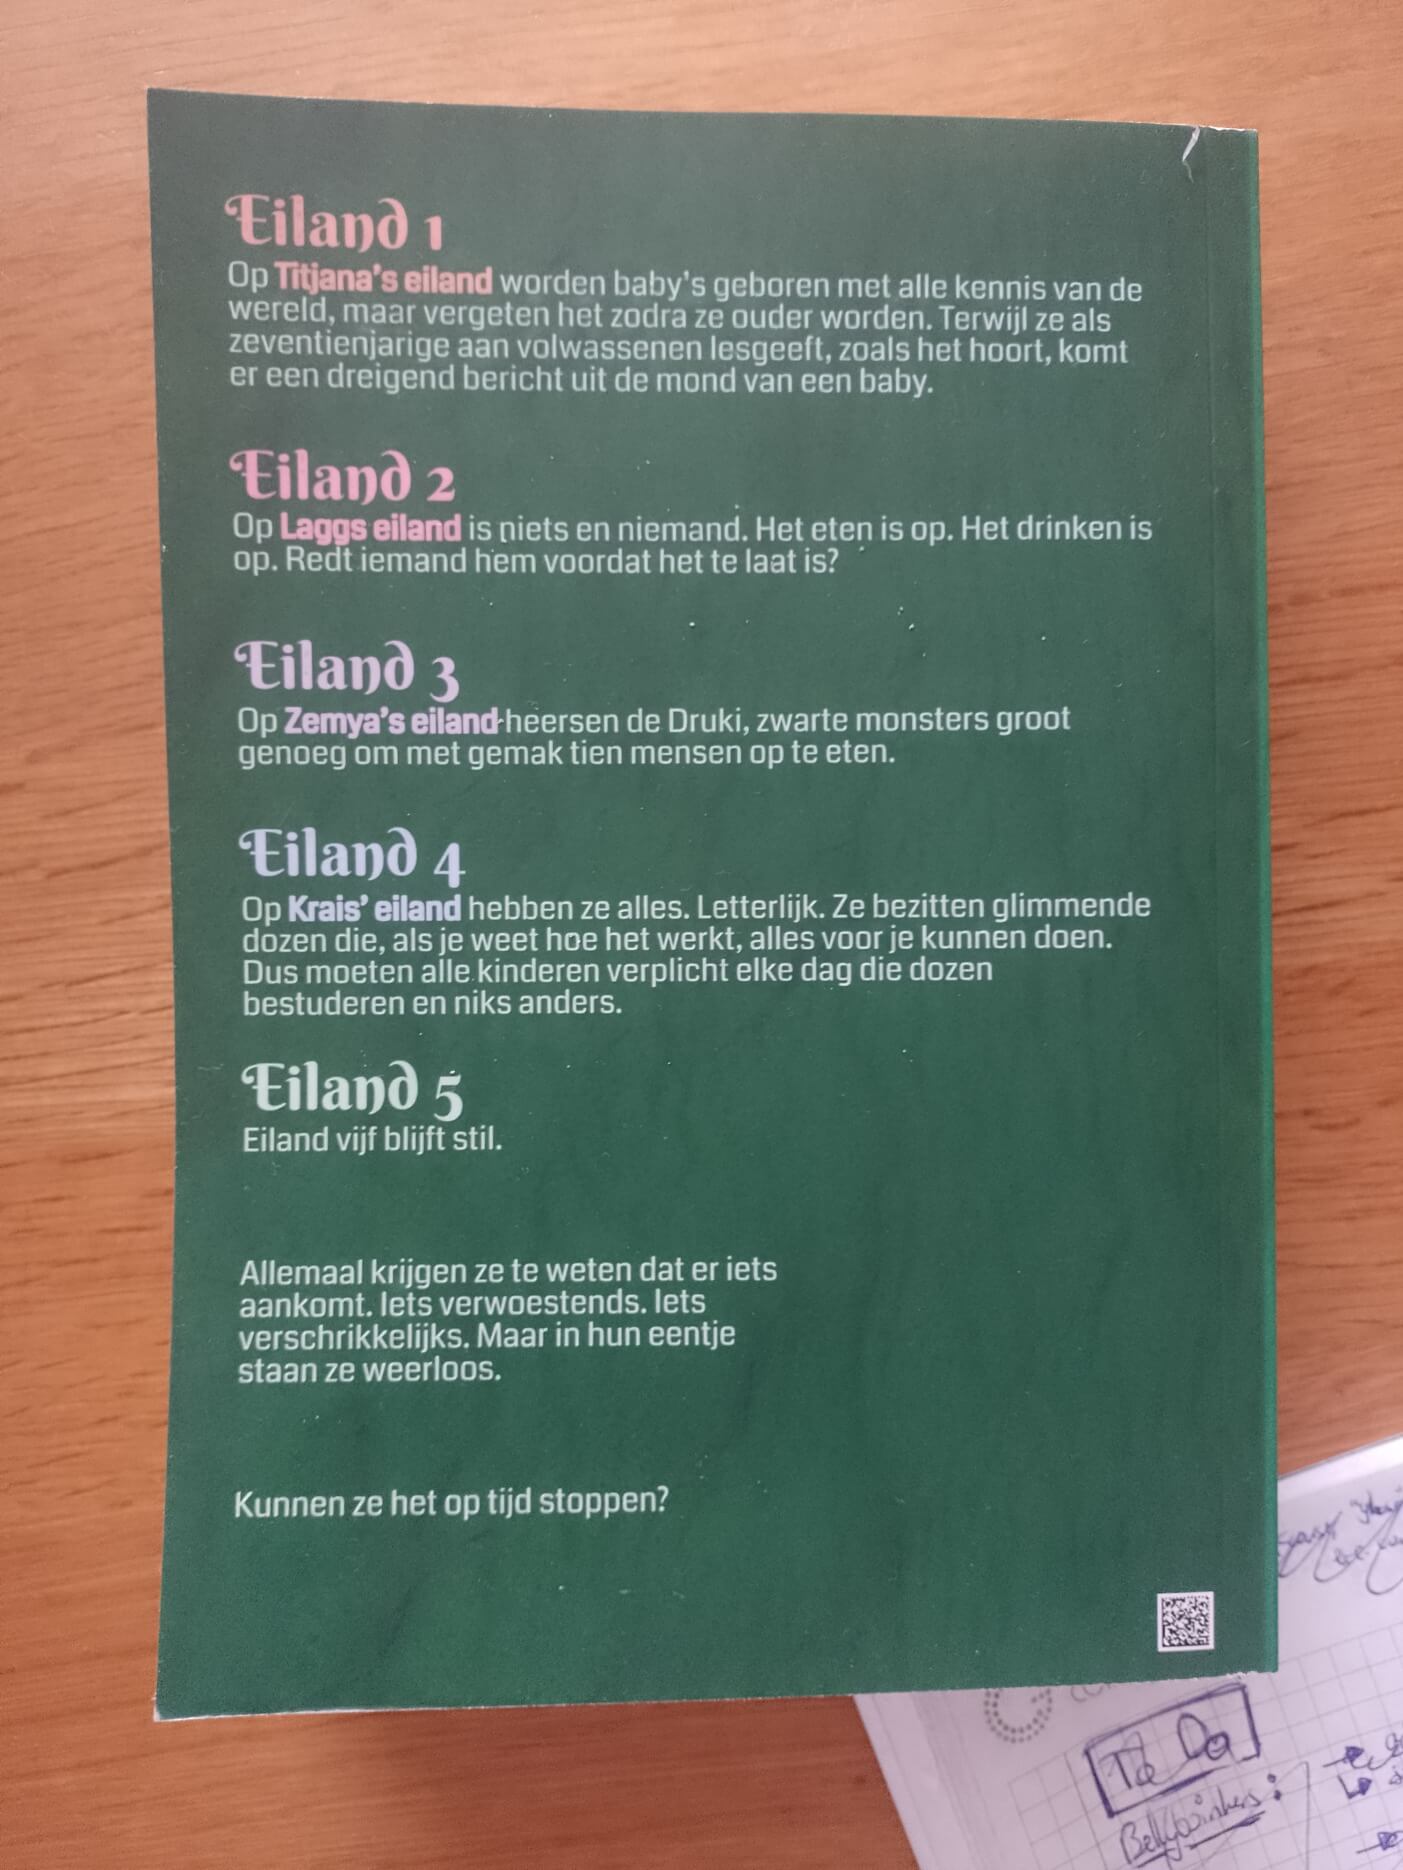 Eiland 1
Op Titjana's eiland worden baby's geboren met alle kennis van de
wereld, maar vergeten het zodra ze ouder worden. Terwijl ze als
zeventienjarige aan volwassenen lesgeeft, zoals het hoort, komt
er een dreigend bericht uit de mond van een baby.
Eiland 2
Op Laggs eiland is niets en niemand. Het eten is op. Het drinken is
op. Redt iemand hem voordat het te laat is?
Eiland 3
Op Zemya's eiland heersen de Druki, zwarte monsters groot
genoeg om met gemak tien mensen op te eten.
Eiland 4
Op Krais' eiland hebben ze alles. Letterlijk. Ze bezitten glimmende
dozen die, als je weet hoe het werkt, alles voor je kunnen doen.
Dus moeten alle kinderen verplicht elke dag die dozen
bestuderen en niks anders.
Eiland 5
Eiland vijf blijft stil.
Allemaal krijgen ze te weten dat er iets
aankomt. Iets verwoestends. Iets
verschrikkelijks. Maar in hun eentje
staan ze weerloos.
Kunnen ze het op tijd stoppen?
To Do